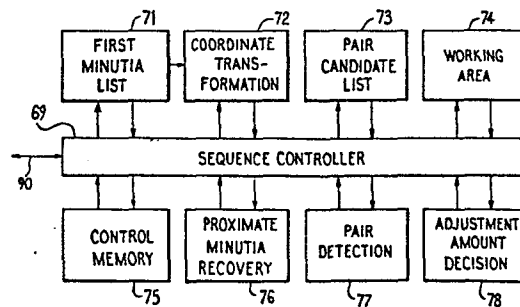 71
72
73
74
FIRST
MINUTIA
LIST
COORDINATE
TRANS-
FORMATION
PAIR
CANDIDATE
LIST
WORKING
AREA
69
SEQUENCE CONTROLLER
90
CONTROL
MEMORY
PROXIMATE
MINUTIA
RECOVERY
PAIR
DETECTION
ADJUSTMENT
AMOUNT
DECISION
75
76
77
78